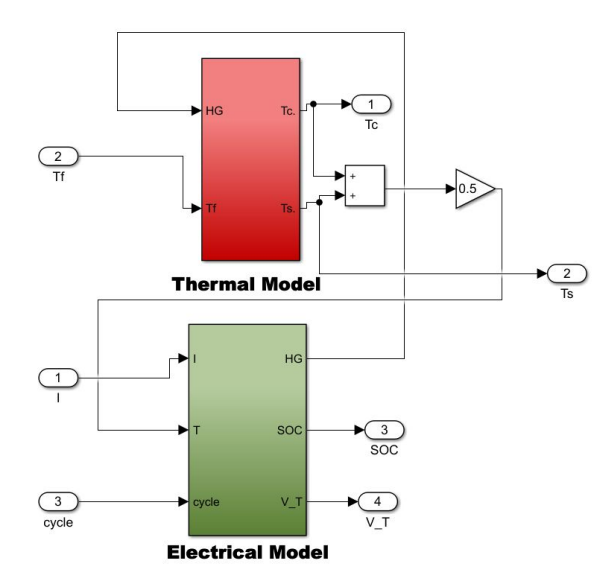 HG
Tc.
1
Tc
2
Tf
+
+
0.5
Tf
Ts.
2
Ts
Thermal Model
I
HG
1
I
T
SOC
3
SOC
3
cycle
cycle
V_T
4
V_T
Electrical Model